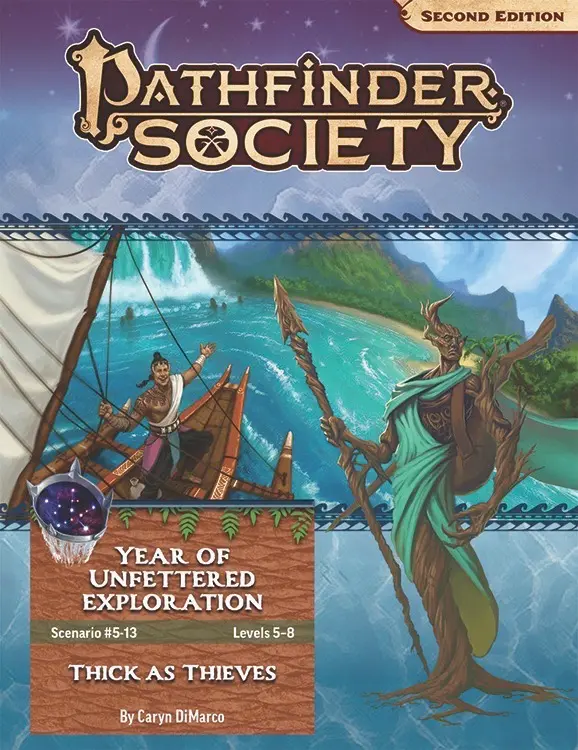 Second Edition
Pathfinder
Society
Year of
Unfettered
Exploration
Scenario #5-13 Levels 5–8
Thick as Thieves
By Caryn DiMarco